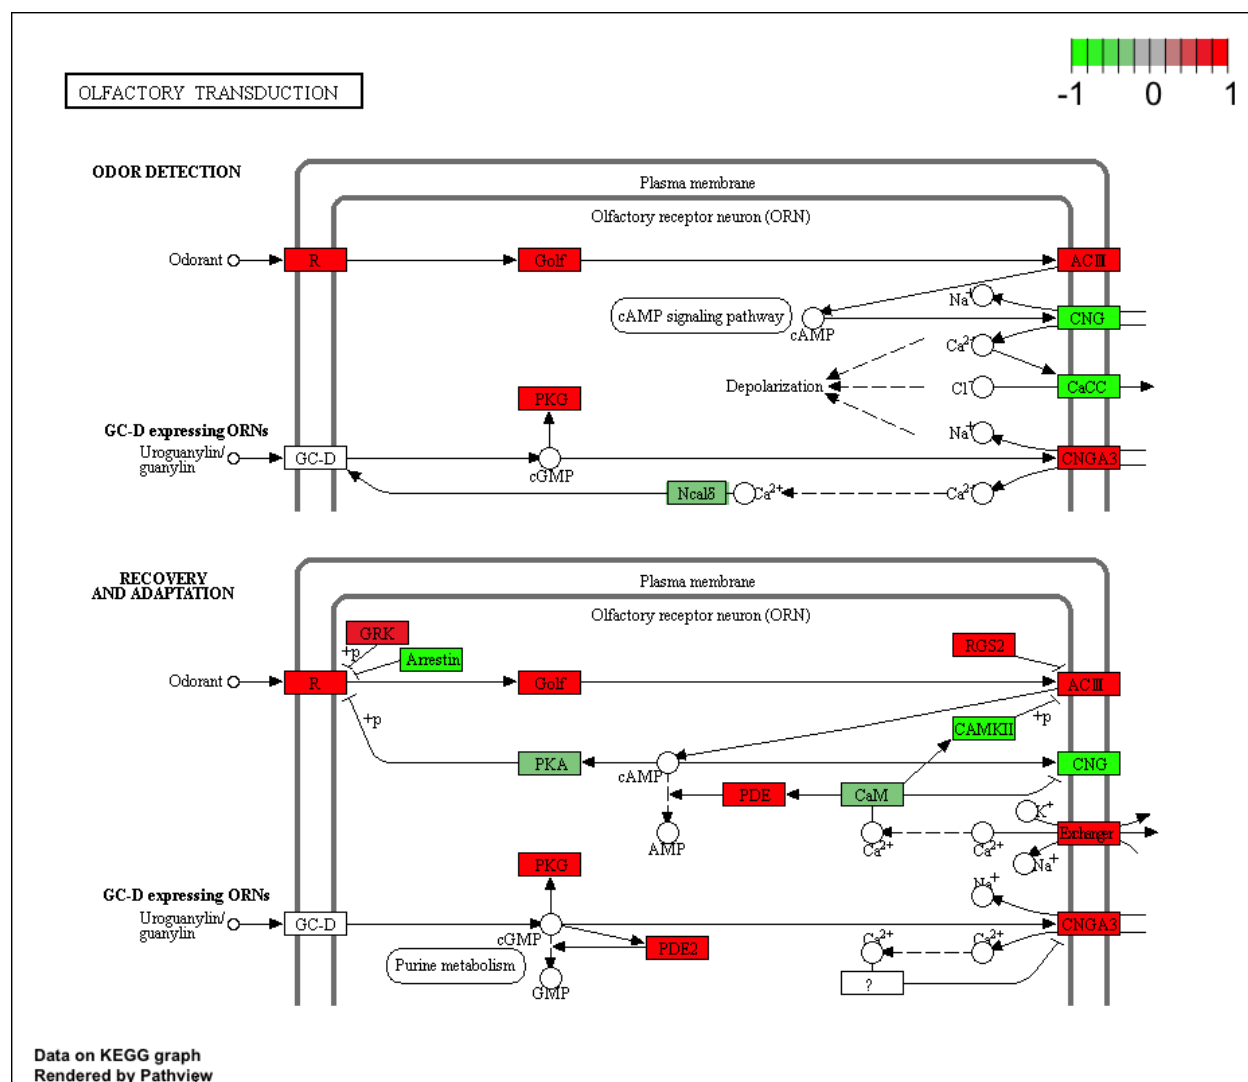 -1 0 1
OLFACTORY TRANSDUCTION
ODOR DETECTION
Plasma membrane
Olfactory receptor neuron (ORN)
Odorant
R
Golf
ACIII
Na+
cAMP signaling pathway
cAMP
CNG
Ca2+
Depolarization
Cl-
CaCC
PKG
GC-D expressing ORNs
Uroguanylin/
guanylin
GC-D
cGMP
Na+
CNGA3
Ncalδ
Ca2+
Ca2+
RECOVERY
AND ADAPTATION
Plasma membrane
Olfactory receptor neuron (ORN)
GRK
+p
Arrestin
RGS2
Odorant
R
Golf
ACIII
+p
CAMKII
+p
PKA
cAMP
CNG
PDE
CaM
K+
AMP
Ca2+
Ca2+
Exchanger
Na+
PKG
GC-D expressing ORNs
Uroguanylin/
guanylin
GC-D
Na+
CNGA3
cGMP
PDE2
Ca2+
Ca2+
Purine metabolism
GMP
?
Data on KEGG graph
Rendered by Pathview